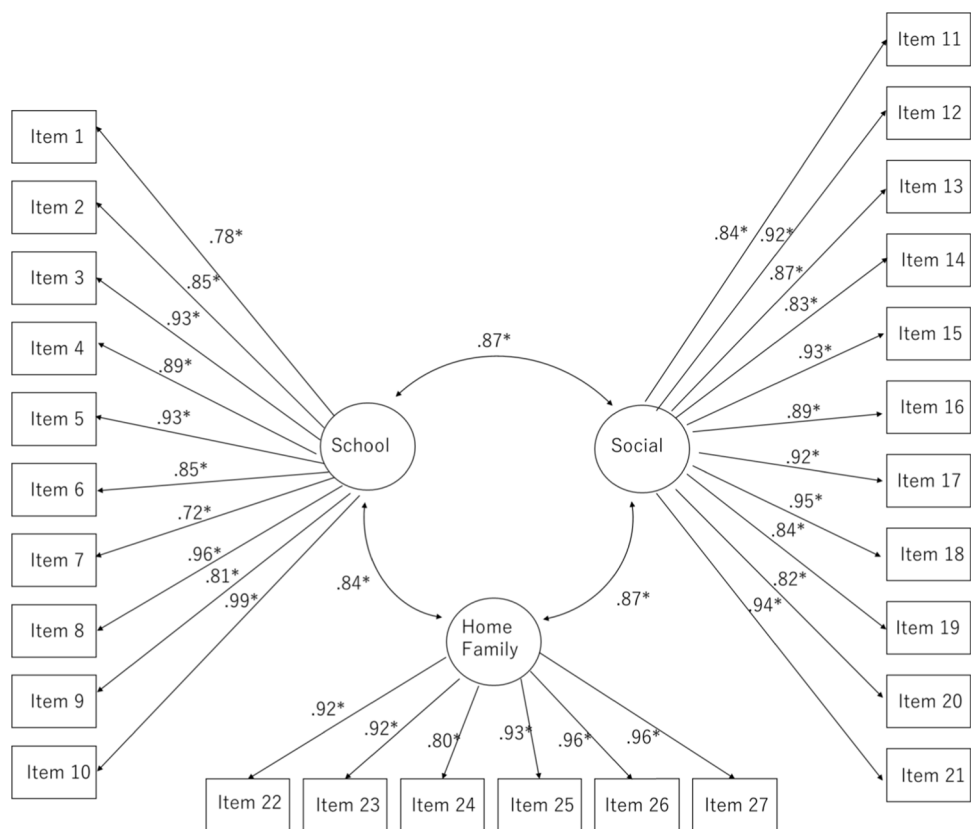 Item 1
Item 2
Item 3
Item 4
Item 5
Item 6
Item 7
Item 8
Item 9
Item 10
.78*
.85*
.93*
.89*
.93*
.85*
.72*
.96*
.81*
.99*
School
.87*
Social
.84*
.87*
Home
Family
.84*
.92*
.87*
.83*
.93*
.89*
.92*
.95*
.84*
.82*
.94*
Item 11
Item 12
Item 13
Item 14
Item 15
Item 16
Item 17
Item 18
Item 19
Item 20
Item 21
.92*
.92*
.80*
.93*
.96*
.96*
Item 22
Item 23
Item 24
Item 25
Item 26
Item 27